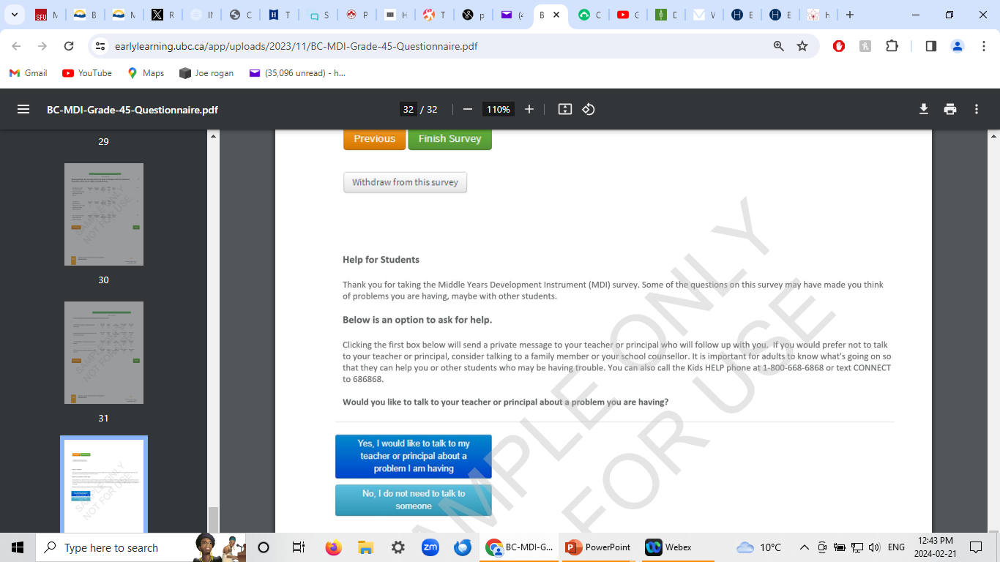 M
B
M
R
IN
C
T
S
P
H
T
p
(4
B
C
G
D
V
E
E
h
earlylearning.ubc.ca/app/uploads/2023/11/BC-MDI-Grade-45-Questionnaire.pdf
Gmail YouTube Maps Joe rogan (35,096 unread) - h...
BC-MDI-Grade-45-Questionnaire.pdf 32 / 32 110%
29
30
31
SAMPLE ONLY
NOT FOR USE
Previous Finish Survey
Withdraw from this survey
Help for Students
Thank you for taking the Middle Years Development Instrument (MDI) survey. Some of the questions on this survey may have made you think
of problems you are having, maybe with other students.
Below is an option to ask for help.
Clicking the first box below will send a private message to your teacher or principal who will follow up with you. If you would prefer not to talk
to your teacher or principal, consider talking to a family member or your school counsellor. It is important for adults to know what's going on so
that they can help you or other students who may be having trouble. You can also call the Kids HELP phone at 1-800-668-6868 or text CONNECT
to 686868.
Would you like to talk to your teacher or principal about a problem you are having?
Yes, I would like to talk to my
teacher or principal about a
problem I am having
No, I do not need to talk to
someone
Type here to search
BC-MDI-G... PowerPoint Webex
10°C ENG
12:43 PM
2024-02-21